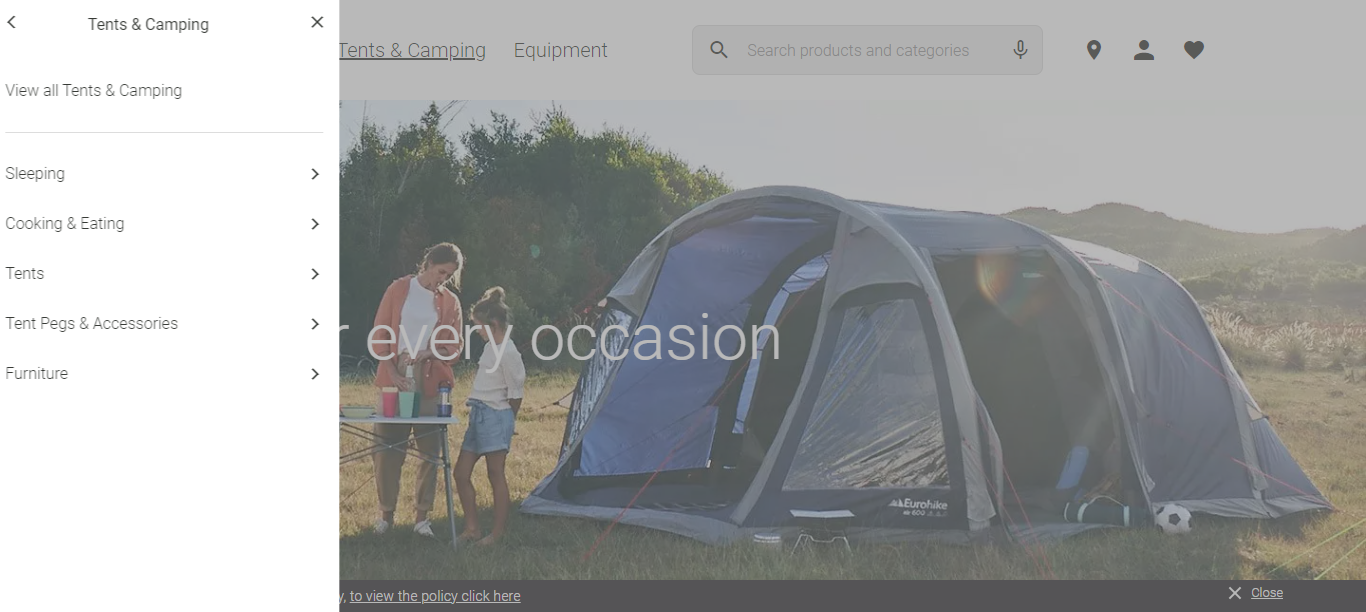 Tents & Camping
View all Tents & Camping
Sleeping
Cooking & Eating
Tents
Tent Pegs & Accessories
Furniture
Tents & Camping
Equipment
Search products and categories
every occasion
Eurohike
to view the policy click here
Close